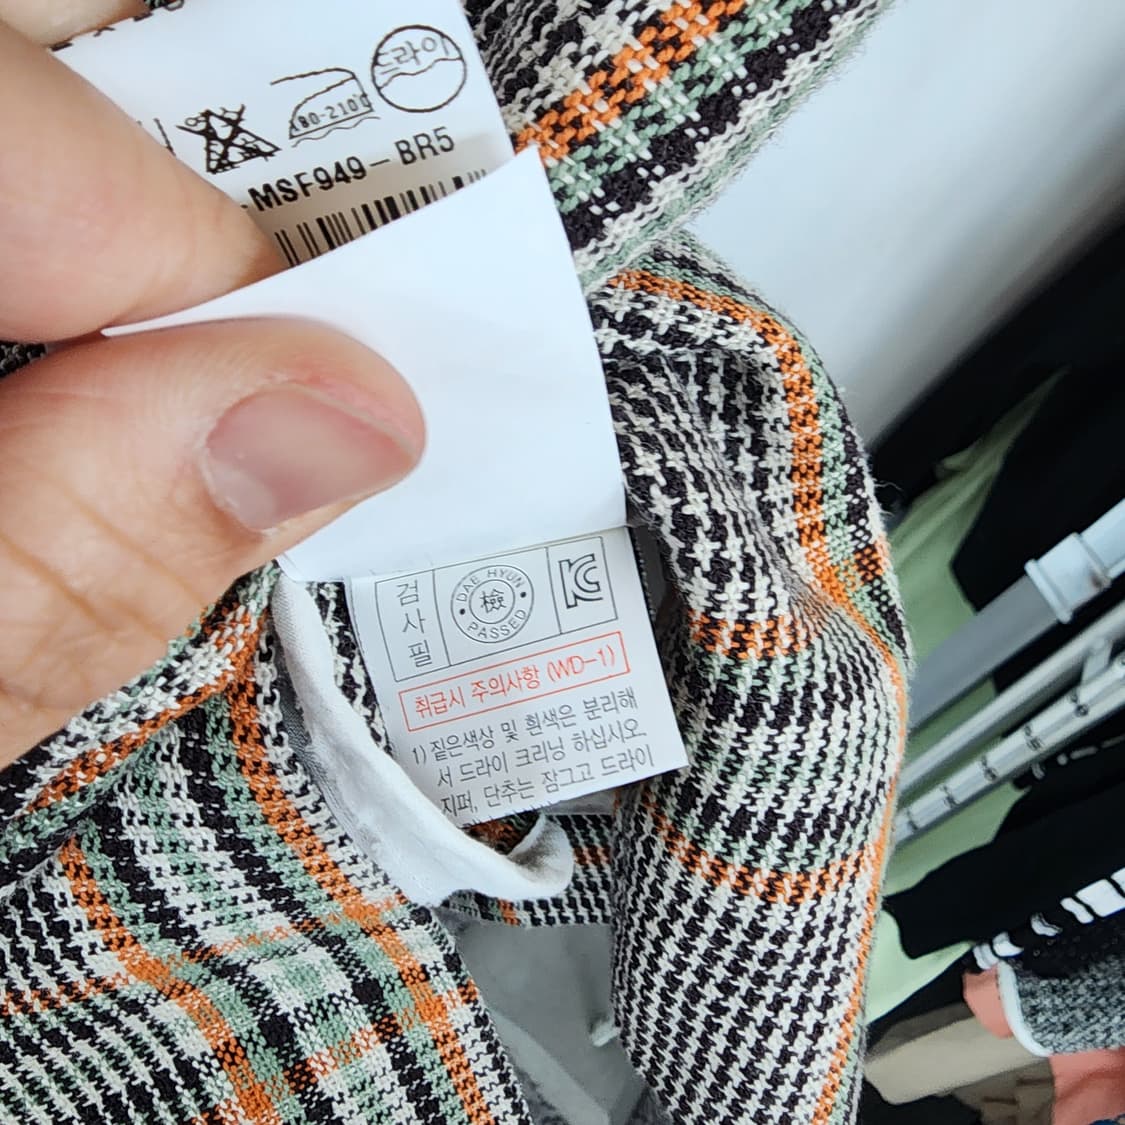 드라이
180-210℃
MSF949-BR5
검사필
DAE HYUN
檢
PASSED
취급시 주의사항 (WD-1)
1) 짙은색상 및 흰색은 분리해
서 드라이 크리닝 하십시오.
지퍼, 단추는 잠그고 드라이